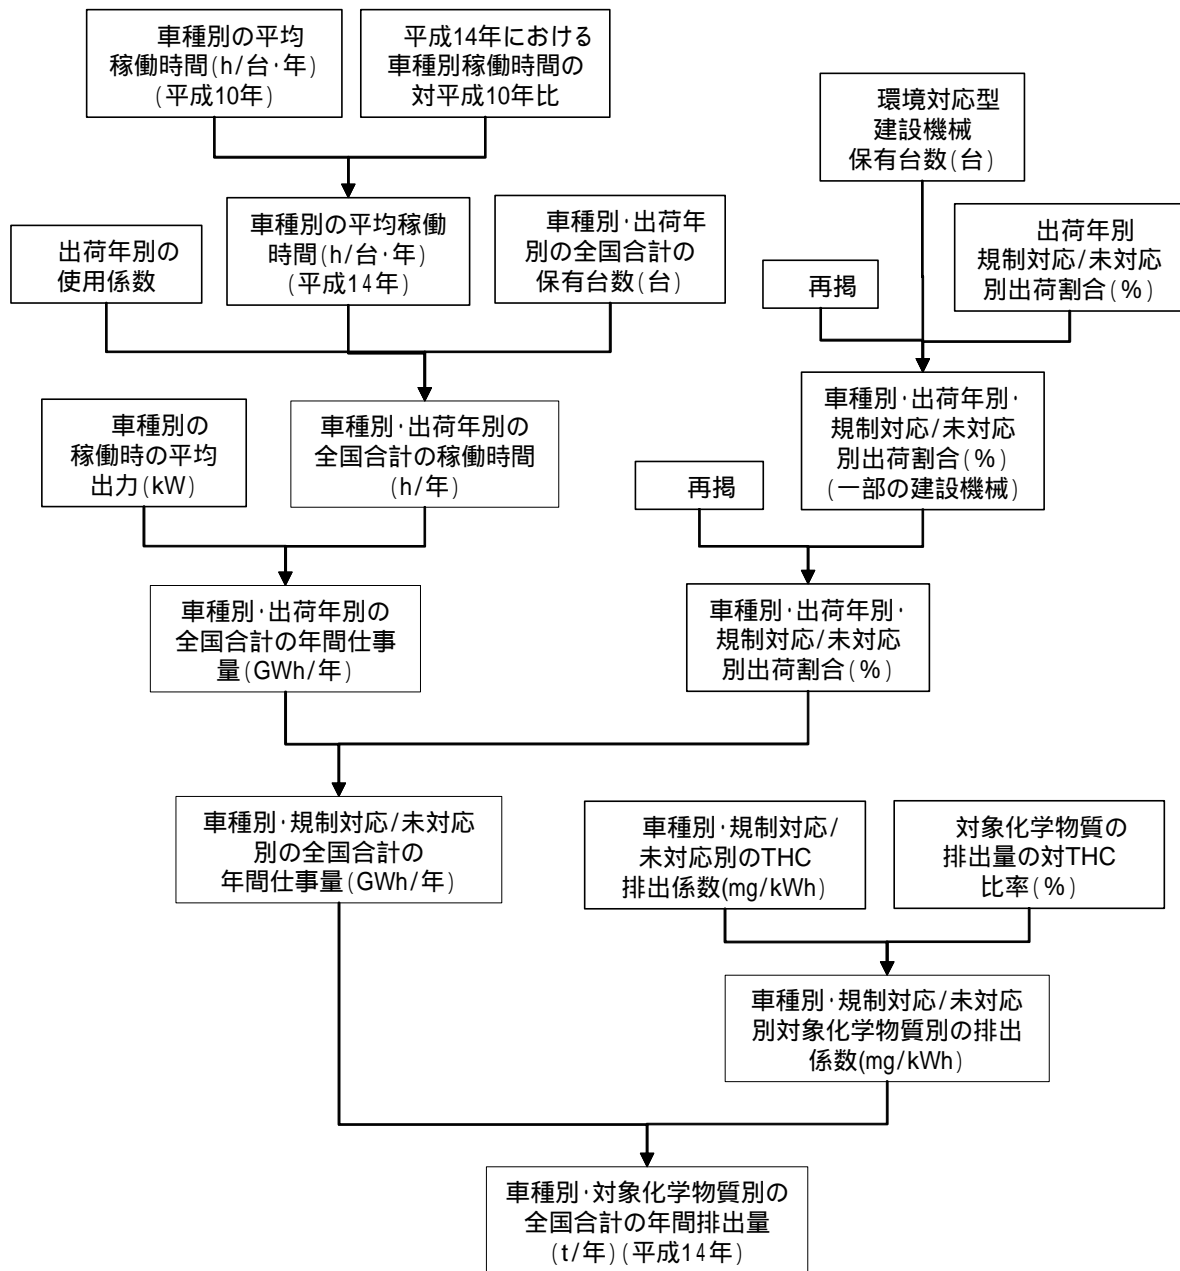 車種別の平均
稼働時間(h/台・年)
(平成10年)
平成14年における
車種別稼働時間の
対平成10年比
環境対応型
建設機械
保有台数(台)
出荷年別の
使用係数
車種別の平均稼働
時間(h/台・年)
(平成14年)
車種別・出荷年
別の全国合計の
保有台数(台)
再掲
出荷年別
規制対応/未対応
別出荷割合(%)
車種別の
稼働時の平均
出力(kW)
車種別・出荷年別の
全国合計の稼働時間
(h/年)
再掲
車種別・出荷年別・
規制対応/未対応
別出荷割合(%)
(一部の建設機械)
車種別・出荷年別の
全国合計の年間仕事
量(GWh/年)
車種別・出荷年別・
規制対応/未対応
別出荷割合(%)
車種別・規制対応/未対応
別の全国合計の
年間仕事量(GWh/年)
車種別・規制対応/
未対応別のTHC
排出係数(mg/kWh)
対象化学物質の
排出量の対THC
比率(%)
車種別・規制対応/未対応
別対象化学物質別の排出
係数(mg/kWh)
車種別・対象化学物質別の
全国合計の年間排出量
(t/年)(平成14年)